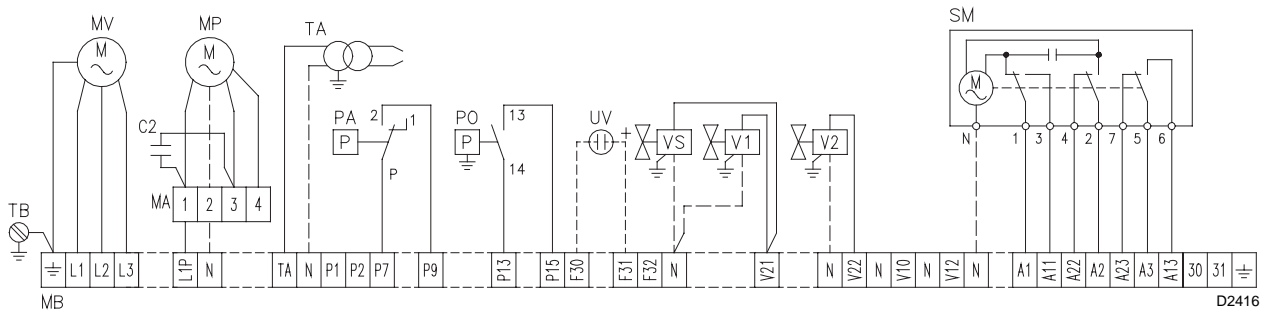 MV MP TA SM
M M M
C2 PA 2 1 PO 13 UV + VS V1 V2
P P
P 14 N 1 3 4 2 7 5 6
MA 1 2 3 4
TB
L1 L2 L3 L1P N TA N P1 P2 P7 P9 P13 P15 F30 F31 F32 N V21 N V22 N V10 N V12 N A1 A11 A22 A2 A23 A3 A13 30 31
MB D2416